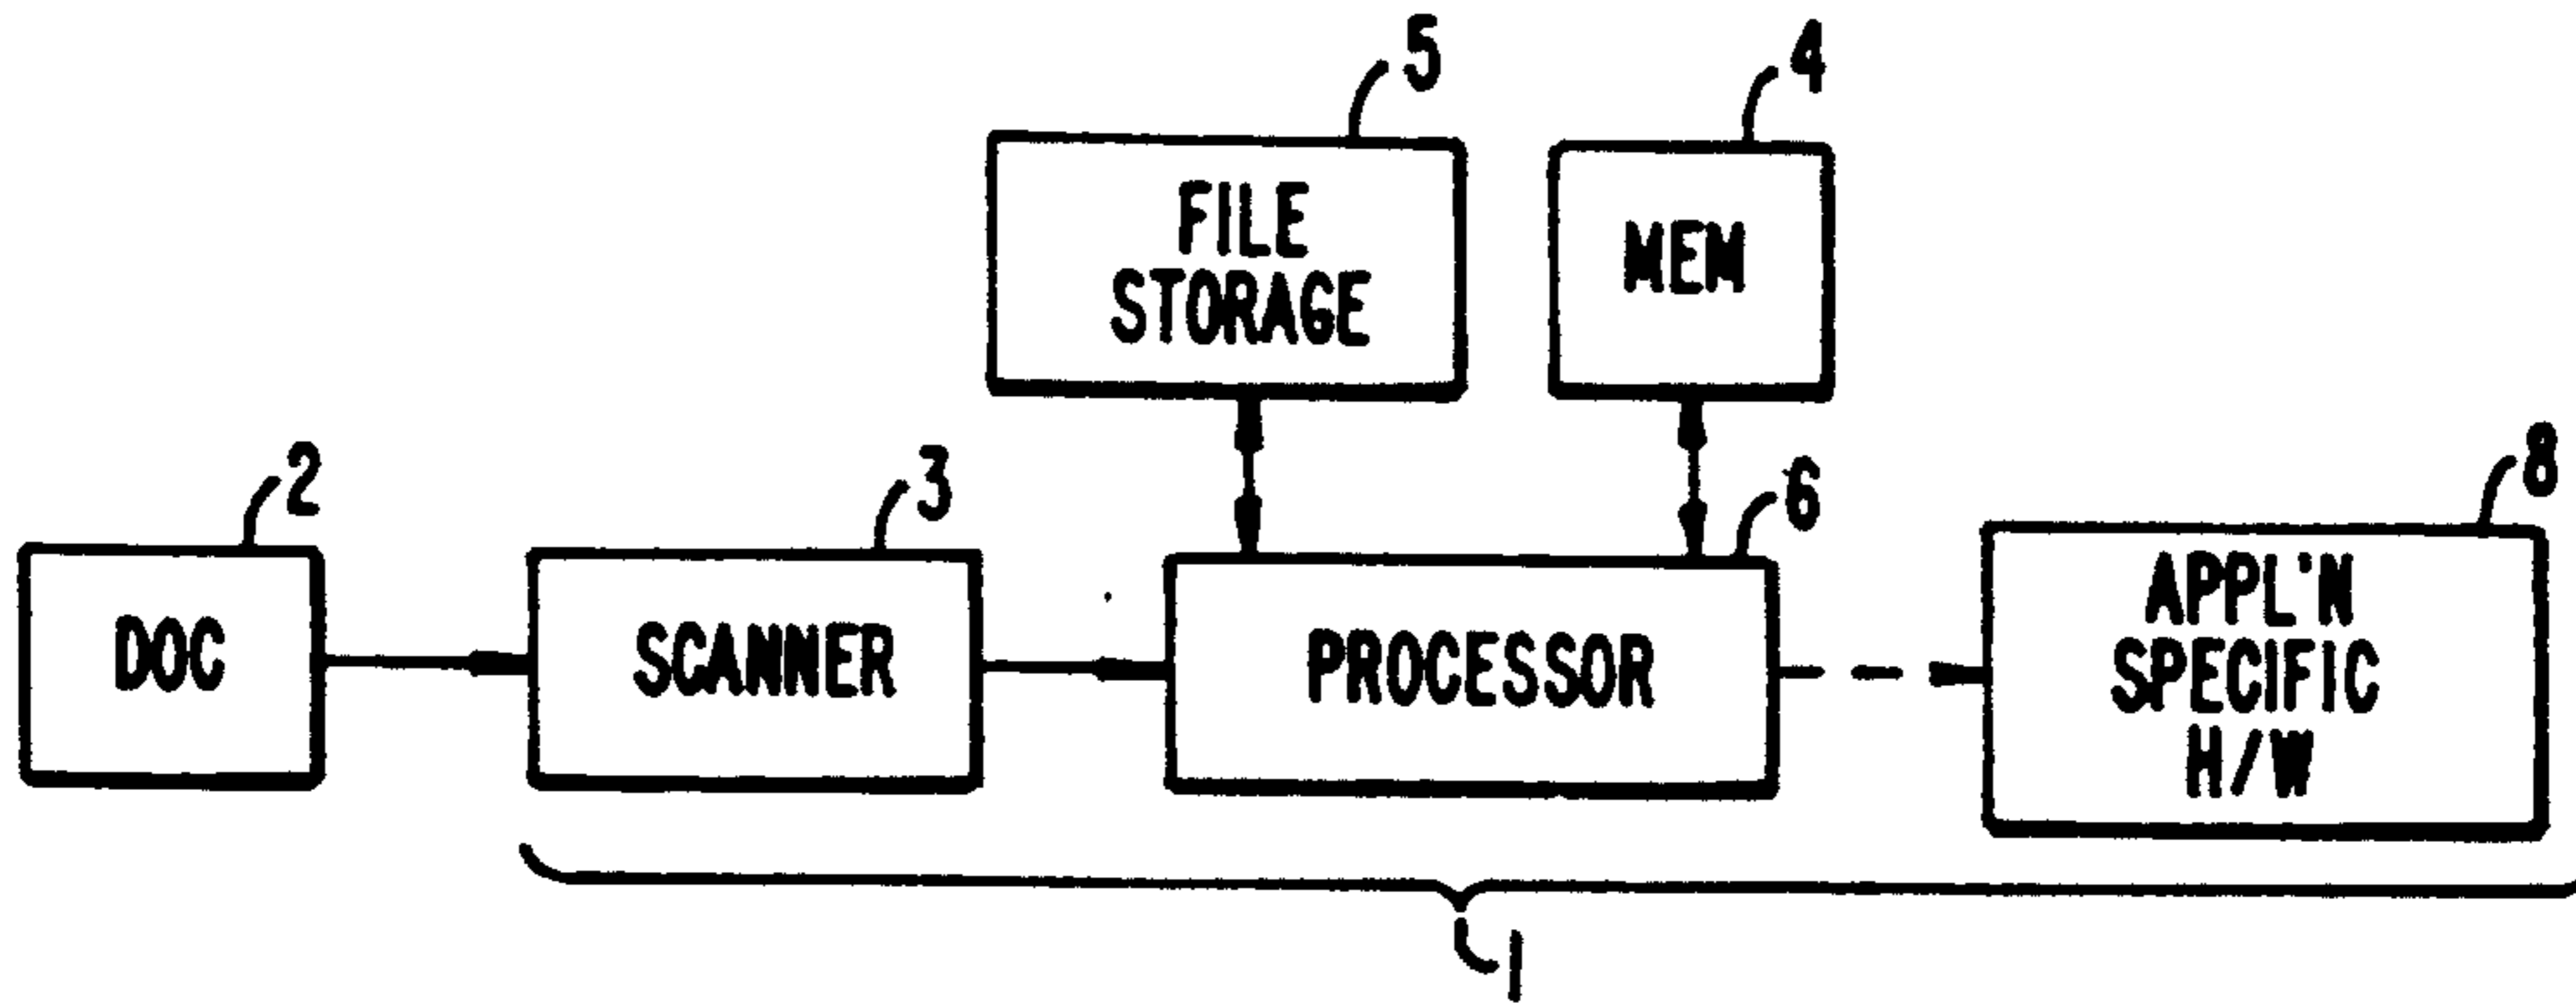 5
4
FILE
STORAGE
MEM
2
3
6
8
DOC
SCANNER
PROCESSOR
APPL'N
SPECIFIC
H/W
1